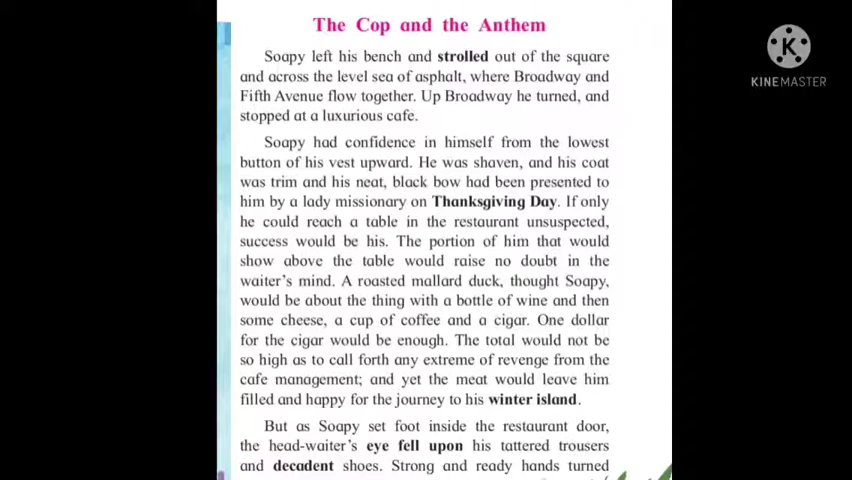 The Cop and the Anthem
Soapy left his bench and strolled out of the square
and across the level sea of asphalt, where Broadway and
Fifth Avenue flow together. Up Broadway he turned, and
stopped at a luxurious cafe.
Soapy had confidence in himself from the lowest
button of his vest upward. He was shaven, and his coat
was trim and his neat, black bow had been presented to
him by a lady missionary on Thanksgiving Day. If only
he could reach a table in the restaurant unsuspected,
success would be his. The portion of him that would
show above the table would raise no doubt in the
waiter's mind. A roasted mallard duck, thought Soapy,
would be about the thing with a bottle of wine and then
some cheese, a cup of coffee and a cigar. One dollar
for the cigar would be enough. The total would not be
so high as to call forth any extreme of revenge from the
cafe management; and yet the meat would leave him
filled and happy for the journey to his winter island.
But as Soapy set foot inside the restaurant door,
the head-waiter's eye fell upon his tattered trousers
and decadent shoes. Strong and ready hands turned
K
KINEMASTER